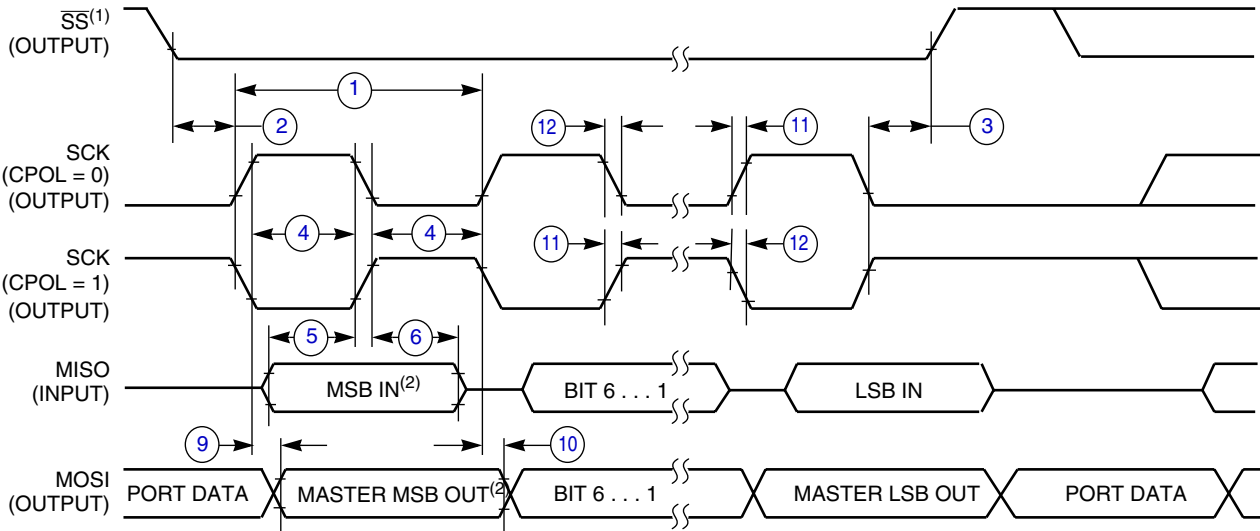 SS(1)
(OUTPUT)
1
2
12
11
3
SCK
(CPOL = 0)
(OUTPUT)
4
4
11
12
SCK
(CPOL = 1)
(OUTPUT)
5
6
MISO
(INPUT)
MSB IN(2)
BIT 6 . . . 1
LSB IN
9
10
MOSI
(OUTPUT)
PORT DATA
MASTER MSB OUT(2
BIT 6 . . . 1
MASTER LSB OUT
PORT DATA